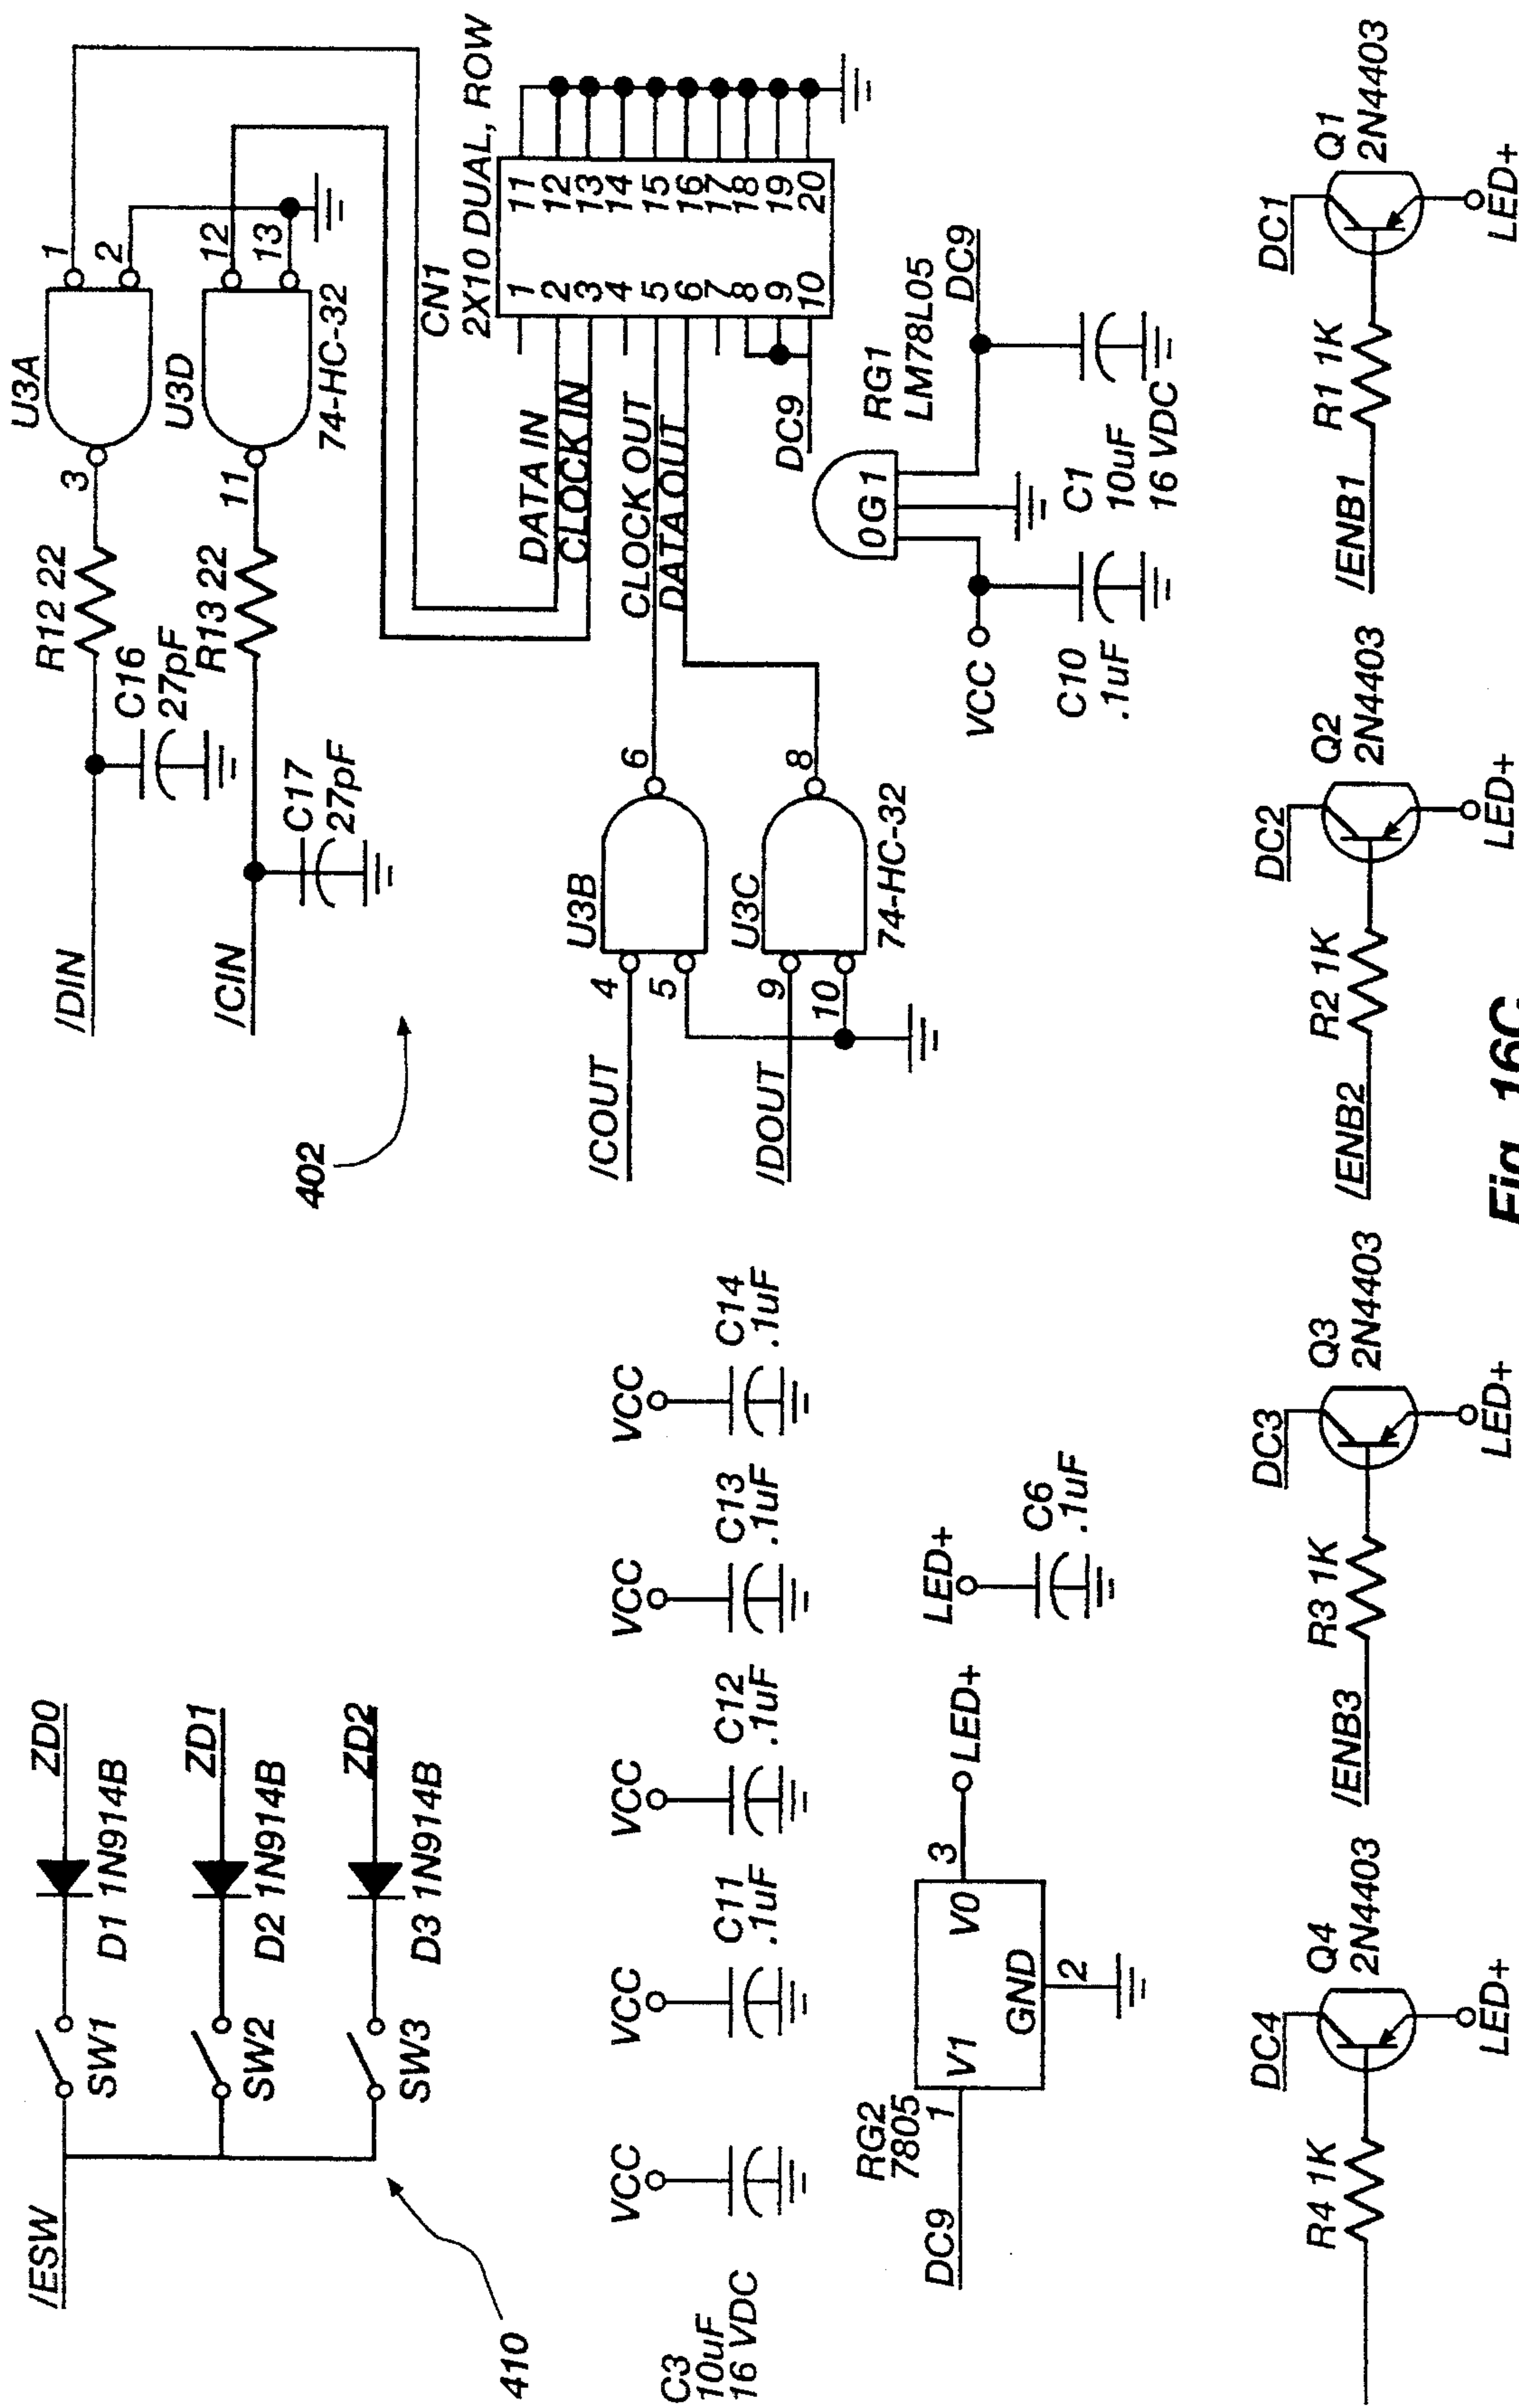 /ESW
SW1
D1 1N914B
ZD0
SW2
D2 1N914B
ZD1
SW3
D3 1N914B
ZD2
410
/DIN
C16
27pF
R12 22
3
U3A
1
2
/CIN
C17
27pF
R13 22
11
U3D
12
13
74-HC-32
402
CN1
2X10 DUAL, ROW
DATA IN
CLOCK IN
CLOCK OUT
DATA OUT
DC9
1
2
3
4
5
6
7
8
9
10
11
12
13
14
15
16
17
18
19
20
/COUT
4
5
U3B
6
/DOUT
9
10
U3C
8
74-HC-32
C3
10uF
16 VDC
VCC
VCC
C11
.1uF
VCC
C12
.1uF
VCC
C13
.1uF
VCC
C14
.1uF
RG2
7805
DC9
1
V1
V0
GND
2
3
LED+
LED+
C6
.1uF
VCC
C10
.1uF
0 G 1
RG1
LM78L05
DC9
C1
10uF
16 VDC
R4 1K
DC4
Q4
2N4403
LED+
/ENB3
R3 1K
DC3
Q3
2N4403
LED+
/ENB2
R2 1K
DC2
Q2
2N4403
LED+
/ENB1
R1 1K
DC1
Q1
2N4403
LED+
Fig. 16C